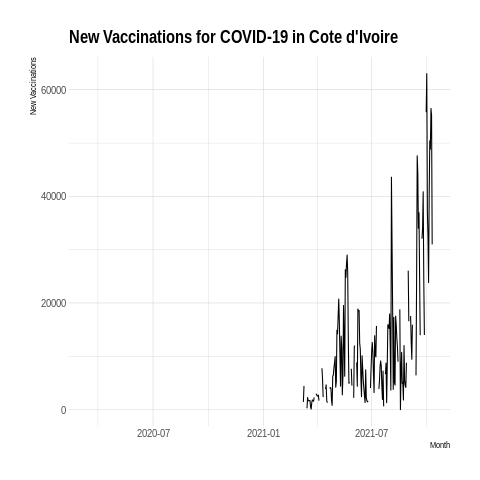 New Vaccinations for COVID-19 in Cote d'Ivoire
New Vaccinations
60000
40000
20000
0
2020-07
2021-01
2021-07
Month